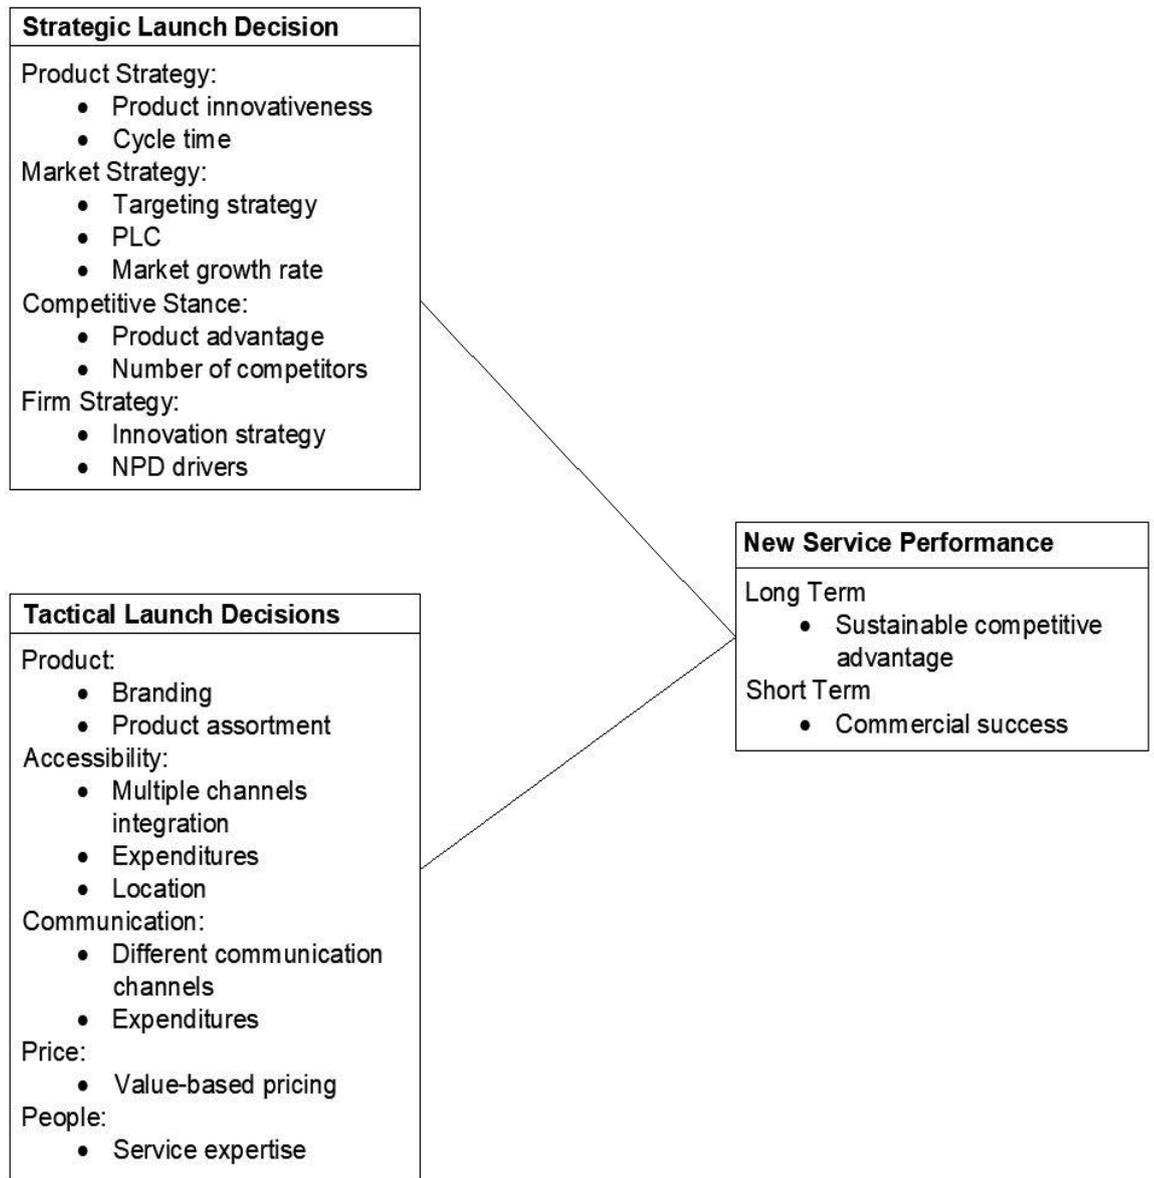 Strategic Launch Decision
Product Strategy:
• Product innovativeness
• Cycle time
Market Strategy:
• Targeting strategy
• PLC
• Market growth rate
Competitive Stance:
• Product advantage
• Number of competitors
Firm Strategy:
• Innovation strategy
• NPD drivers
Tactical Launch Decisions
Product:
• Branding
• Product assortment
Accessibility:
• Multiple channels
integration
• Expenditures
• Location
Communication:
• Different communication
channels
• Expenditures
Price:
• Value-based pricing
People:
• Service expertise
New Service Performance
Long Term
• Sustainable competitive
advantage
Short Term
• Commercial success